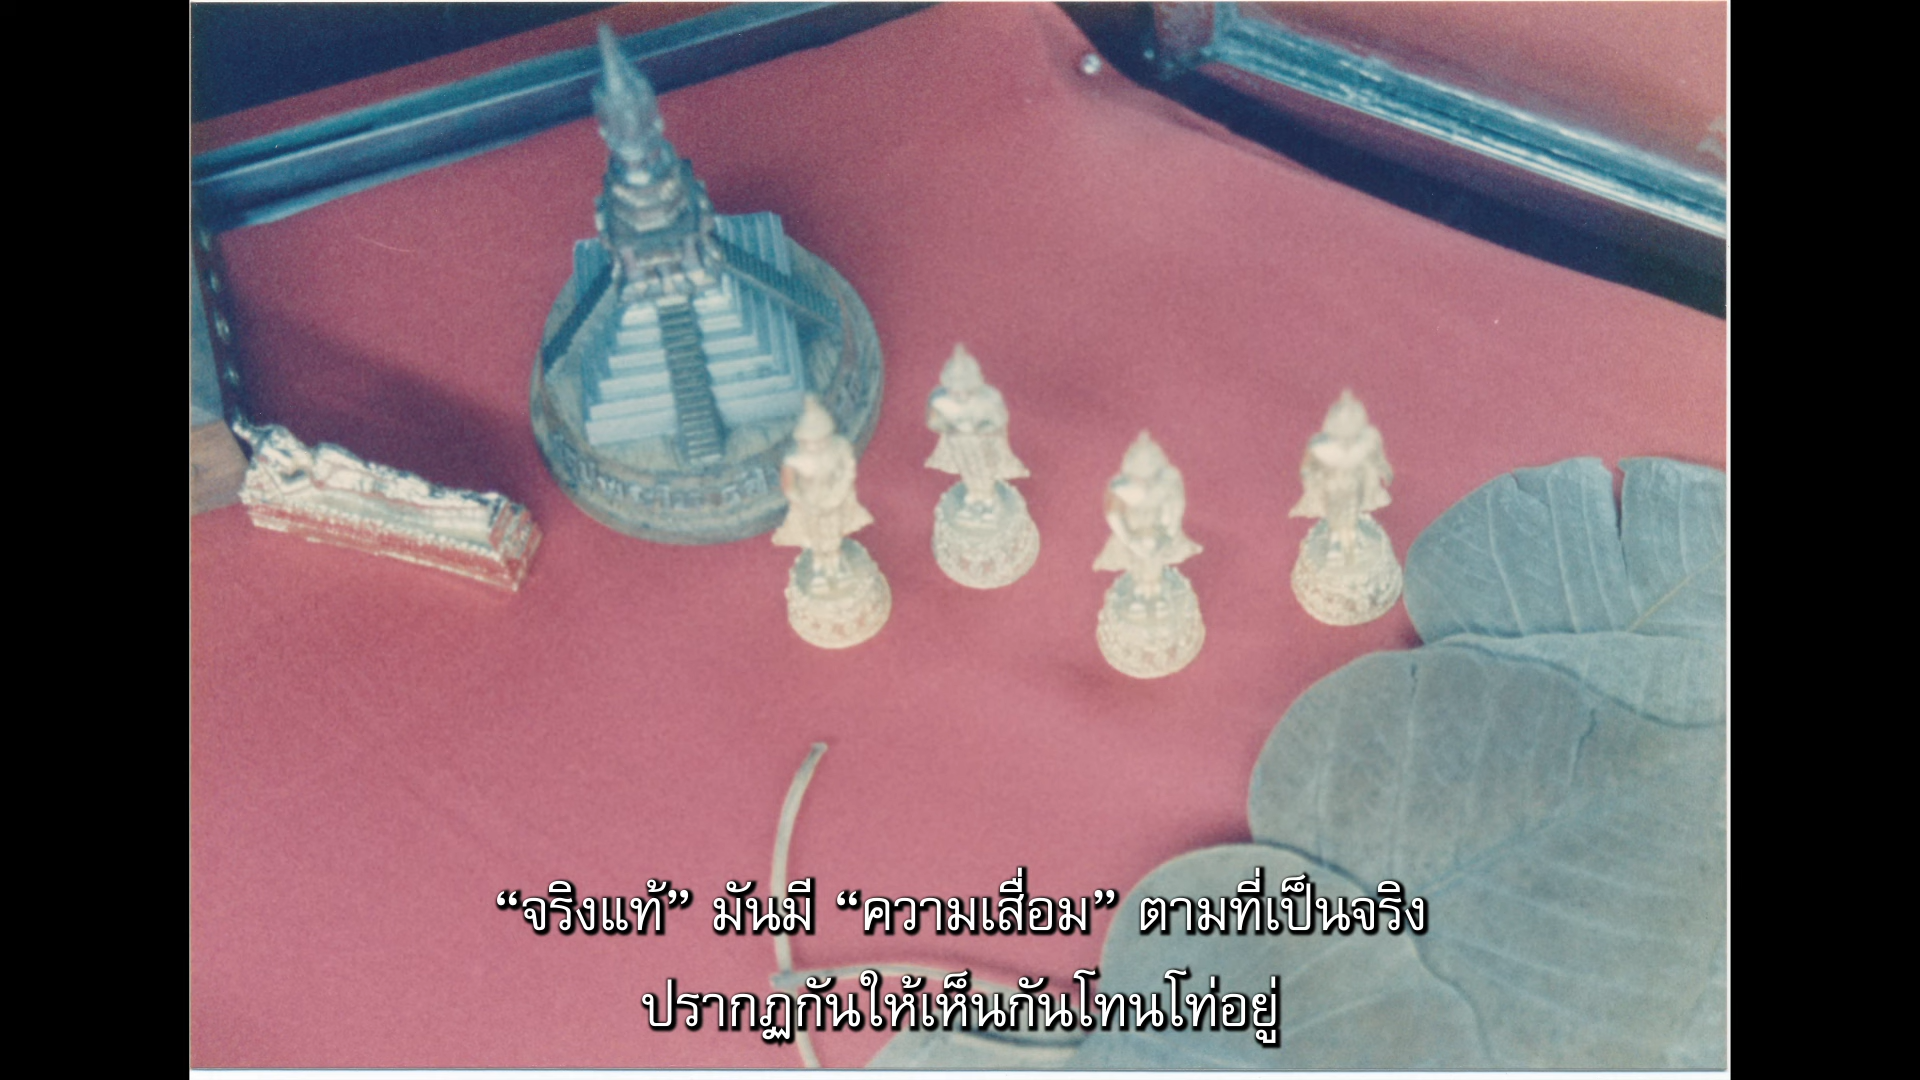 “จริงแท้” มันมี “ความเสื่อม” ตามที่เป็นจริง
ปรากฏกันให้เห็นกันโทนโท่อยู่